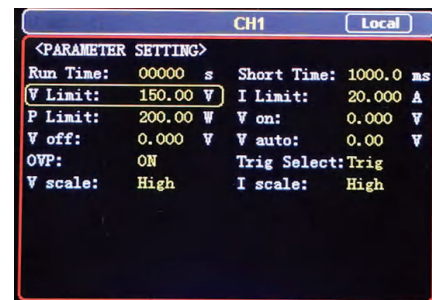 CH1 Local
<PARAMETER SETTING>
Run Time: 00000 s Short Time: 1000.0 ms
V Limit: 150.00 V I Limit: 20.000 A
P Limit: 200.00 W V on: 0.000 V
V off: 0.000 V V auto: 0.00 V
OVP: ON Trig Select: Trig
V scale: High I scale: High